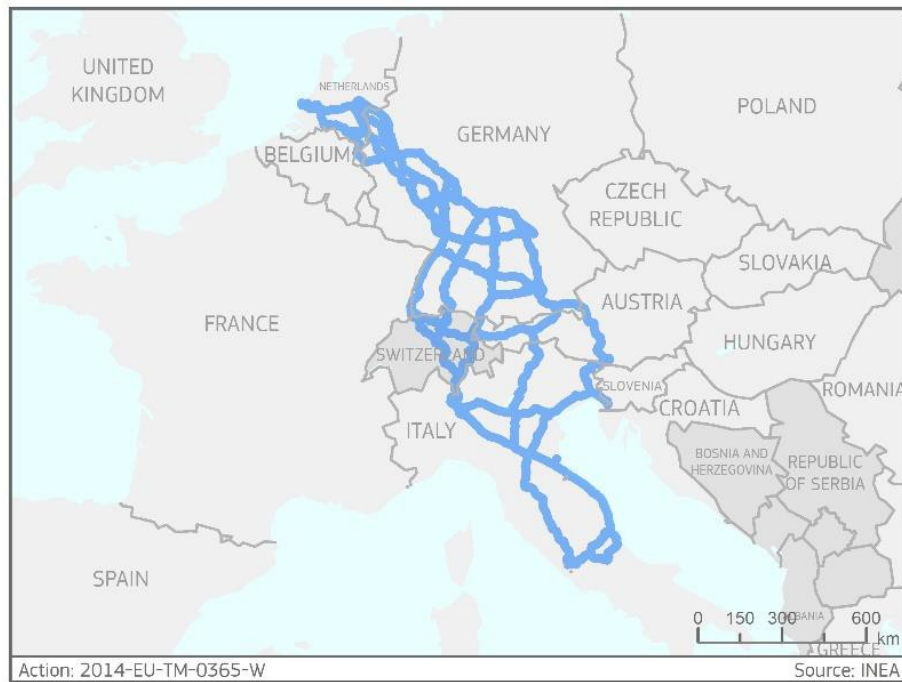 UNITED
KINGDOM
NETHERLANDS
POLAND
GERMANY
BELGIUM
CZECH
REPUBLIC
SLOVAKIA
AUSTRIA
FRANCE
HUNGARY
SWITZERLAND
SLOVENIA
ROMANIA
CROATIA
ITALY
BOSNIA AND
HERZEGOVINA
REPUBLIC
OF SERBIA
SPAIN
0 150 300 600
km
GREECE
Action: 2014-EU-TM-0365-W
Source: INEA